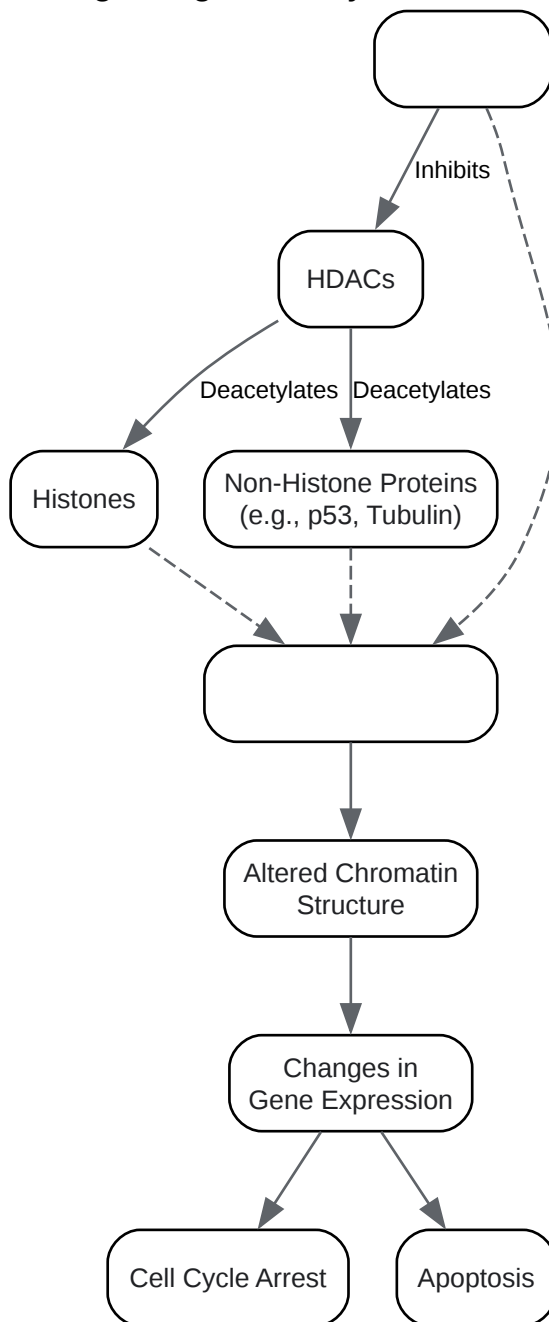 Inhibits
HDACs
Deacetylates
Deacetylates
Histones
Non-Histone Proteins
(e.g., p53, Tubulin)
Altered Chromatin
Structure
Changes in
Gene Expression
Cell Cycle Arrest
Apoptosis